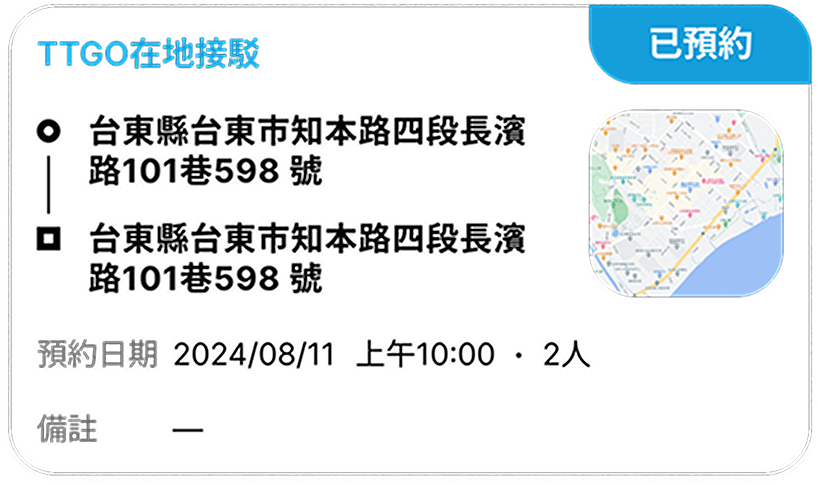 TTGO在地接駁
已預約
台東縣台東市知本路四段長濱
路101巷598 號
台東縣台東市知本路四段長濱
路101巷598 號
預約日期 2024/08/11 上午10:00 · 2人
備註 —